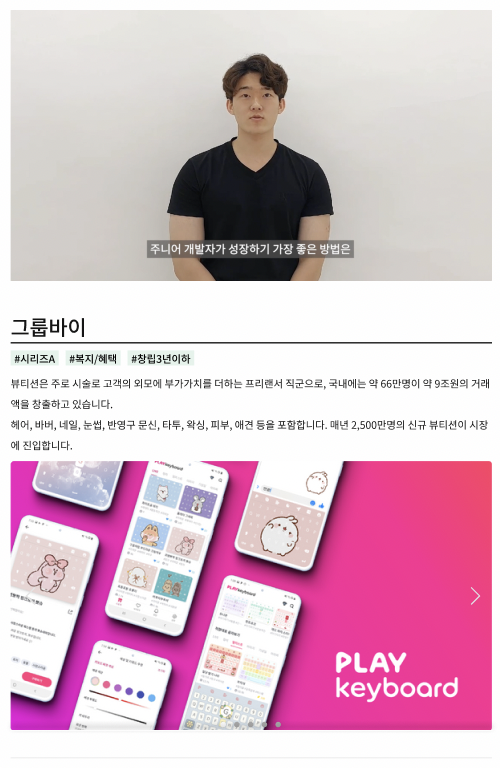 주니어 개발자가 성장하기 가장 좋은 방법은
그룹바이
#시리즈A #복지/혜택 #창립3년이하
뷰티션은 주로 시술로 고객의 외모에 부가가치를 더하는 프리랜서 직군으로, 국내에는 약 66만명이 약 9조원의 거래
액을 창출하고 있습니다.
헤어, 바버, 네일, 눈썹, 반영구 문신, 타투, 왁싱, 피부, 애견 등을 포함합니다. 매년 2,500만명의 신규 뷰티션이 시장
에 진입합니다.
PLAYkeyboard
PLAYkeyboard
PLAY
keyboard